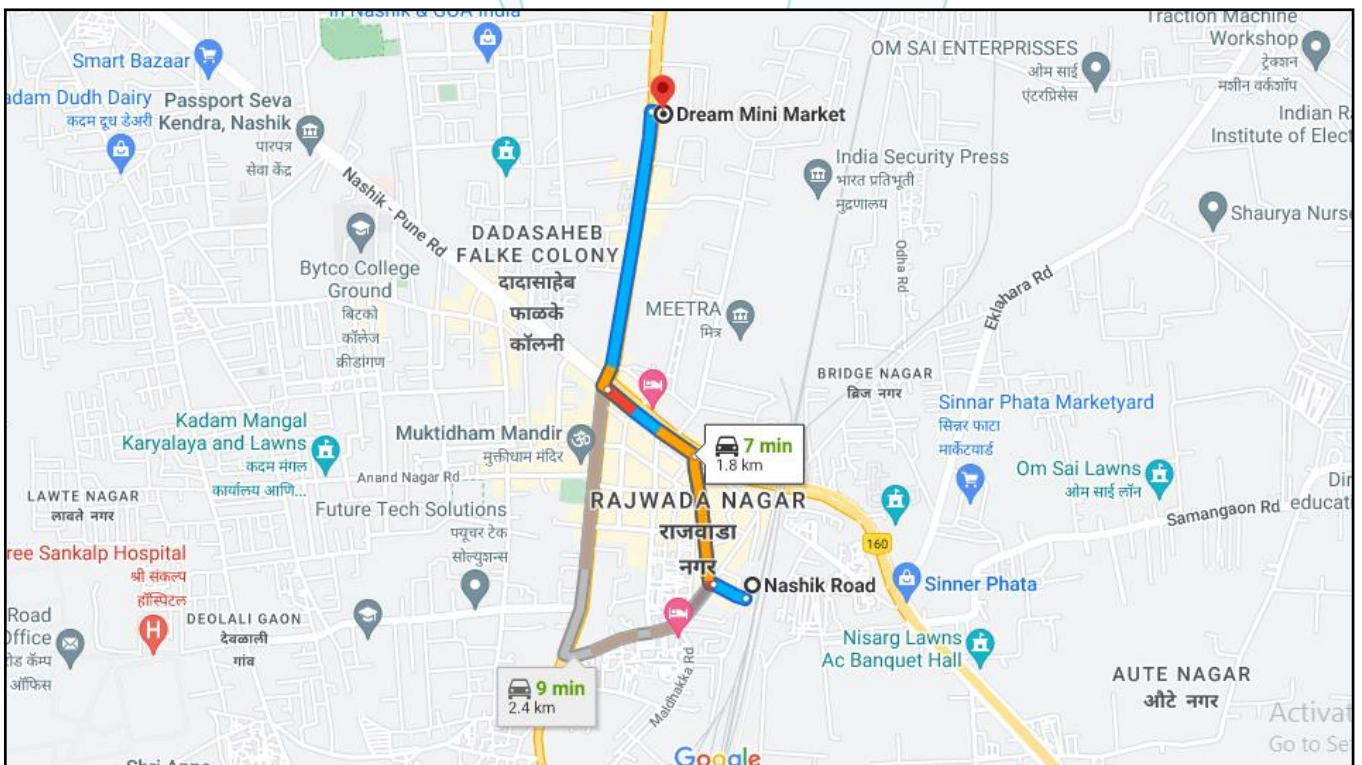 in Nashik & GOA India
Smart Bazaar
adam Dudh Dairy
कदम दूध डेअरी
Passport Seva
Kendra, Nashik
पारपत्र
सेवा केंद्र
Nashik - Pune Rd
Dream Mini Market
OM SAI ENTERPRISES
ओम साई
एंटरप्रिसेस
Traction Machine
Workshop
ट्रेक्शन
मशीन वर्कशॉप
Indian R
Institute of Elect
India Security Press
भारत प्रतिभूती
मुद्रणालय
Shaurya Nurse
DADASAHEB
FALKE COLONY
दादासाहेब
फाळके
कॉलनी
Bytco College
Ground
बिटको
कॉलेज
क्रीडांगण
MEETRA
मित्र
Odha Rd
Eklahara Rd
BRIDGE NAGAR
ब्रिज नगर
Kadam Mangal
Karyalaya and Lawns
कदम मंगल
कार्यालय आणि...
Muktidham Mandir
मुक्तीधाम मंदिर
7 min
1.8 km
Sinnar Phata Marketyard
सिन्नर फाटा
मार्केटयार्ड
Anand Nagar Rd
LAWTE NAGAR
लावते नगर
Future Tech Solutions
फ्यूचर टेक
सोल्युशन्स
RAJWADA NAGAR
राजवाडा
नगर
Om Sai Lawns
ओम साई लॉन
Samangaon Rd
Dir
educat
160
ree Sankalp Hospital
श्री संकल्प
हॉस्पिटल
H
Nashik Road
Sinner Phata
DEOLALI GAON
देवळाली
गांव
Road
Office
रोड कॅम्प
ऑफिस
Nisarg Lawns
Ac Banquet Hall
9 min
2.4 km
Maldhakka Rd
AUTE NAGAR
औटे नगर
Activat
Go to Se
Google